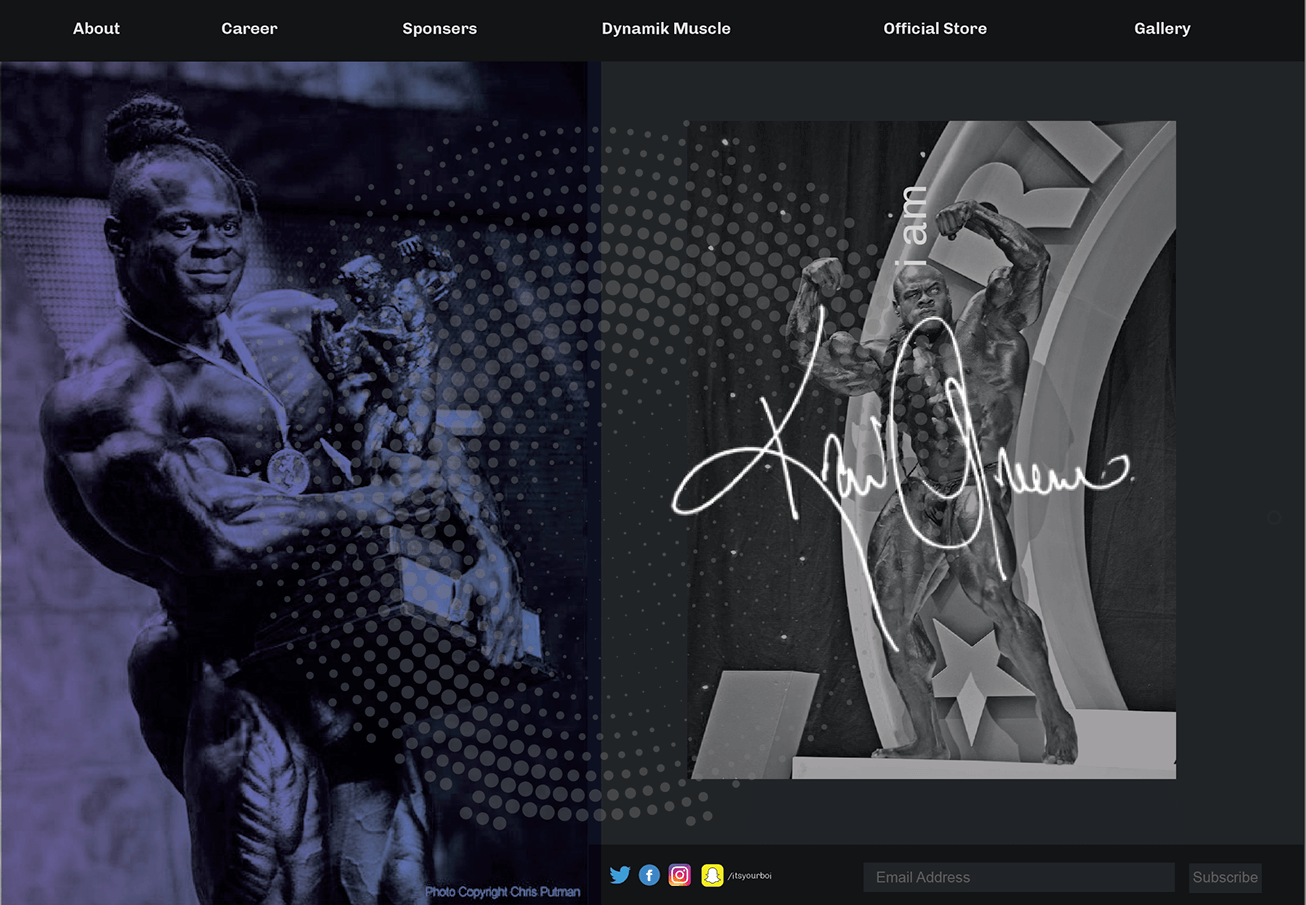 About
Career
Sponsers
Dynamik Muscle
Official Store
Gallery
i am
Kai Greene
Photo Copyright Chris Putman
/itsyourboi
Email Address
Subscribe